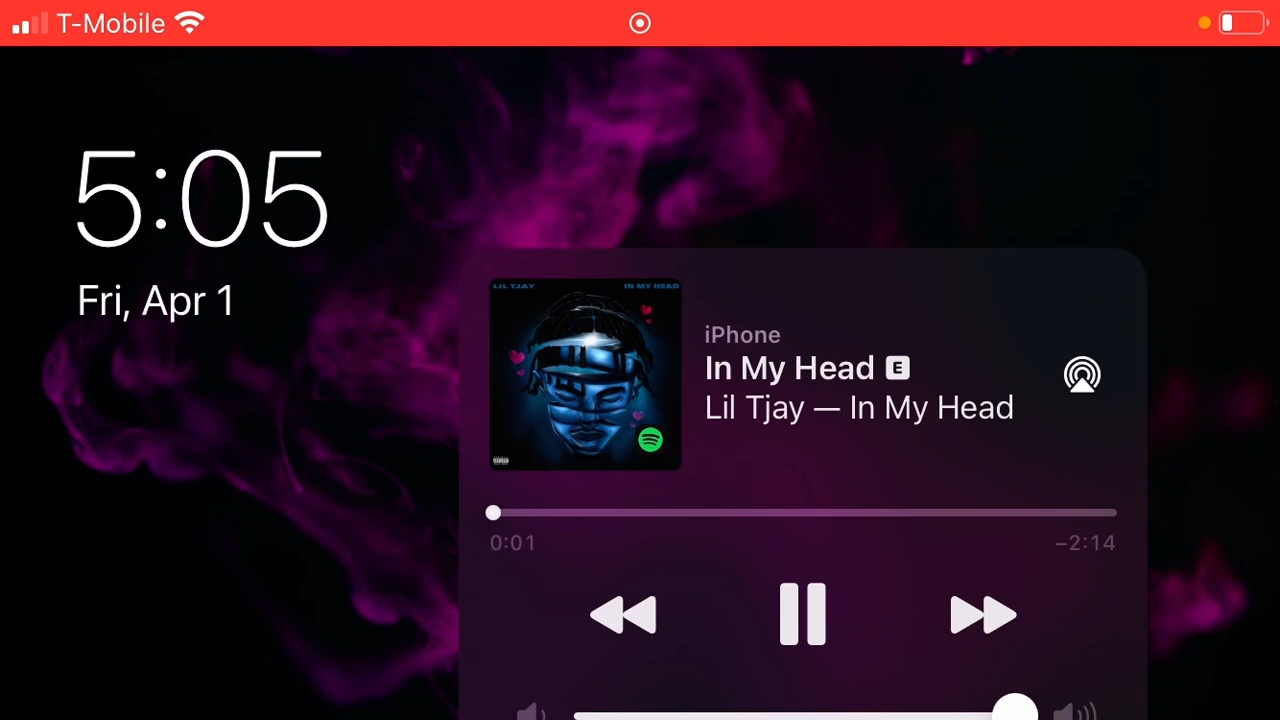 T-Mobile
5:05
Fri, Apr 1
LIL TJAY
IN MY HEAD
iPhone
In My Head E
Lil Tjay — In My Head
0:01
−2:14